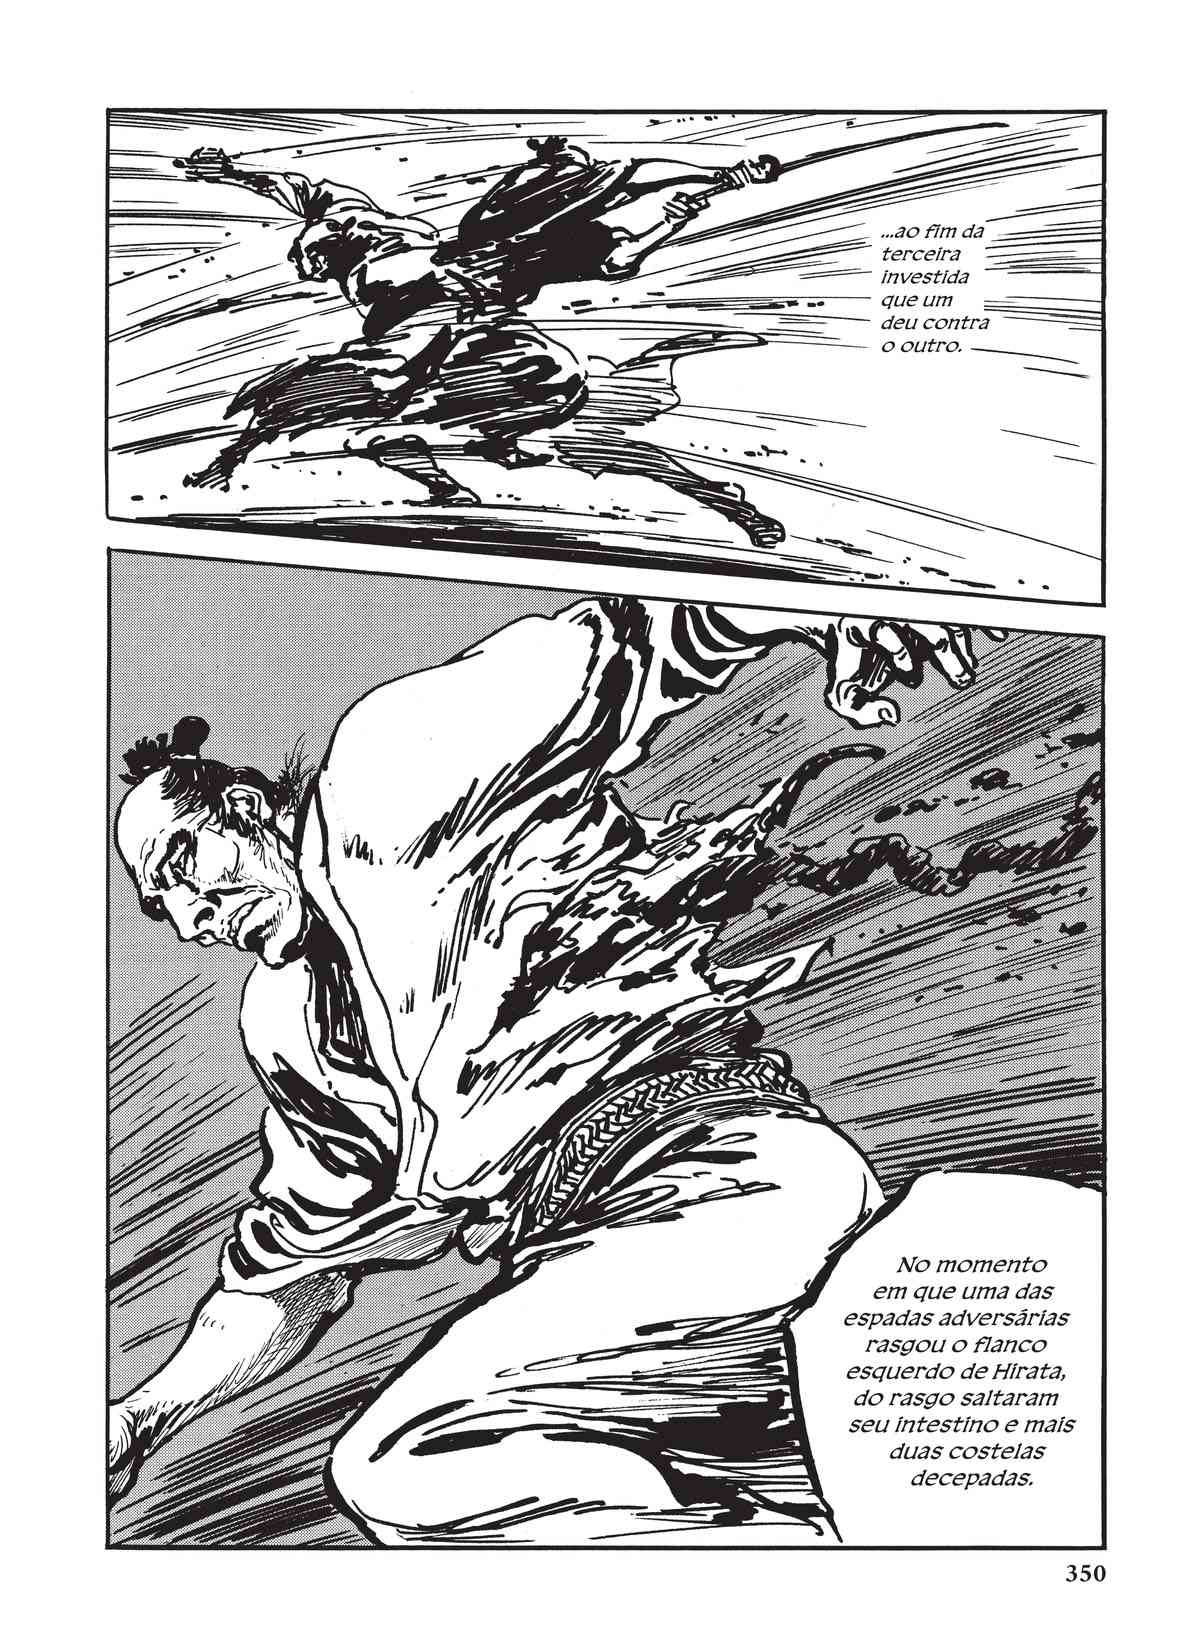 ...ao fim da
terceira
investida
que um
deu contra
o outro.
No momento
em que uma das
espadas adversárias
rasgou o flanco
esquerdo de Hirata,
do rasgo saltaram
seu intestino e mais
duas costelas
decepadas.
350